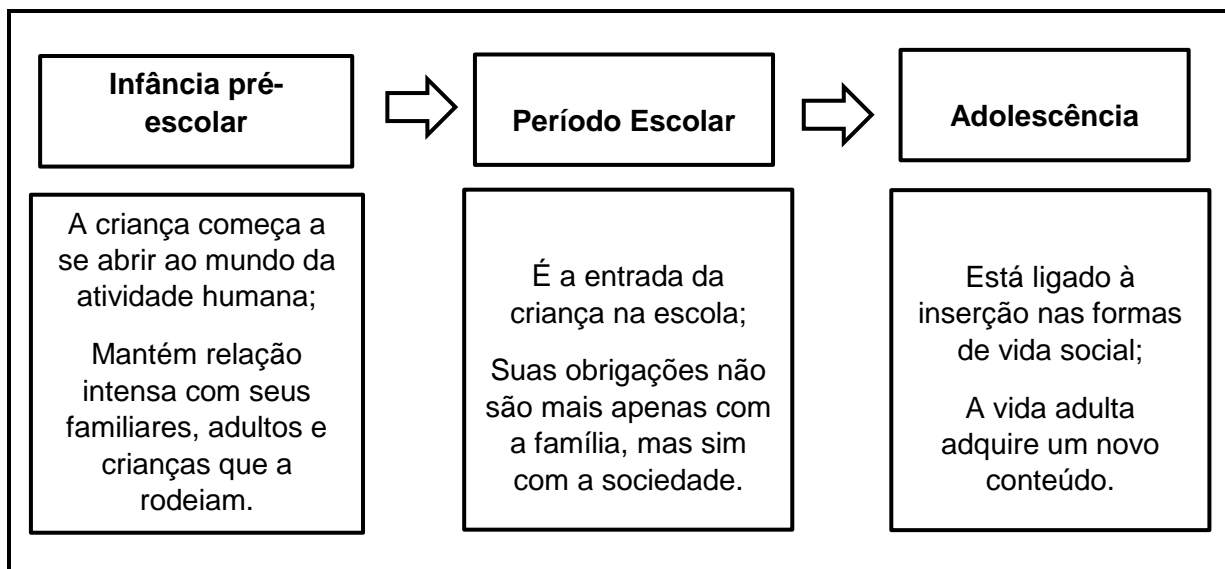 Infância pré-
escolar
A criança começa a
se abrir ao mundo da
atividade humana;
Mantém relação
intensa com seus
familiares, adultos e
crianças que a
rodeiam.
Período Escolar
É a entrada da
criança na escola;
Suas obrigações não
são mais apenas com
a família, mas sim
com a sociedade.
Adolescência
Está ligado à
inserção nas formas
de vida social;
A vida adulta
adquire um novo
conteúdo.